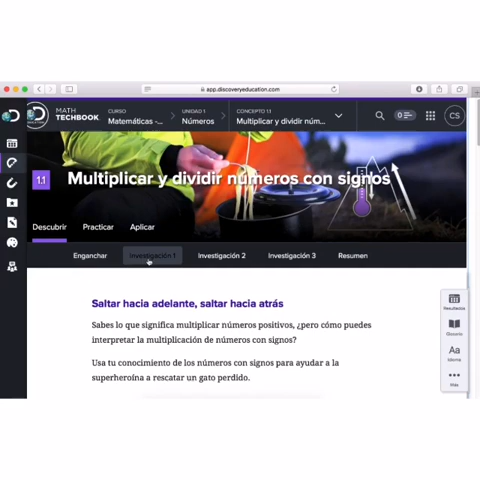 app.discoveryeducation.com
MATH
TECHBOOK
CURSO
Matemáticas -...
UNIDAD 1
Números
CONCEPTO 1.1
Multiplicar y dividir núm...
0
CS
1.1
Multiplicar y dividir números con signos
Descubrir
Practicar
Aplicar
Enganchar
Investigación 1
Investigación 2
Investigación 3
Resumen
Saltar hacia adelante, saltar hacia atrás
Sabes lo que significa multiplicar números positivos, ¿pero cómo puedes
interpretar la multiplicación de números con signos?
Usa tu conocimiento de los números con signos para ayudar a la
superheroína a rescatar un gato perdido.
Resultados
Glosario
Aa
Idioma
Más